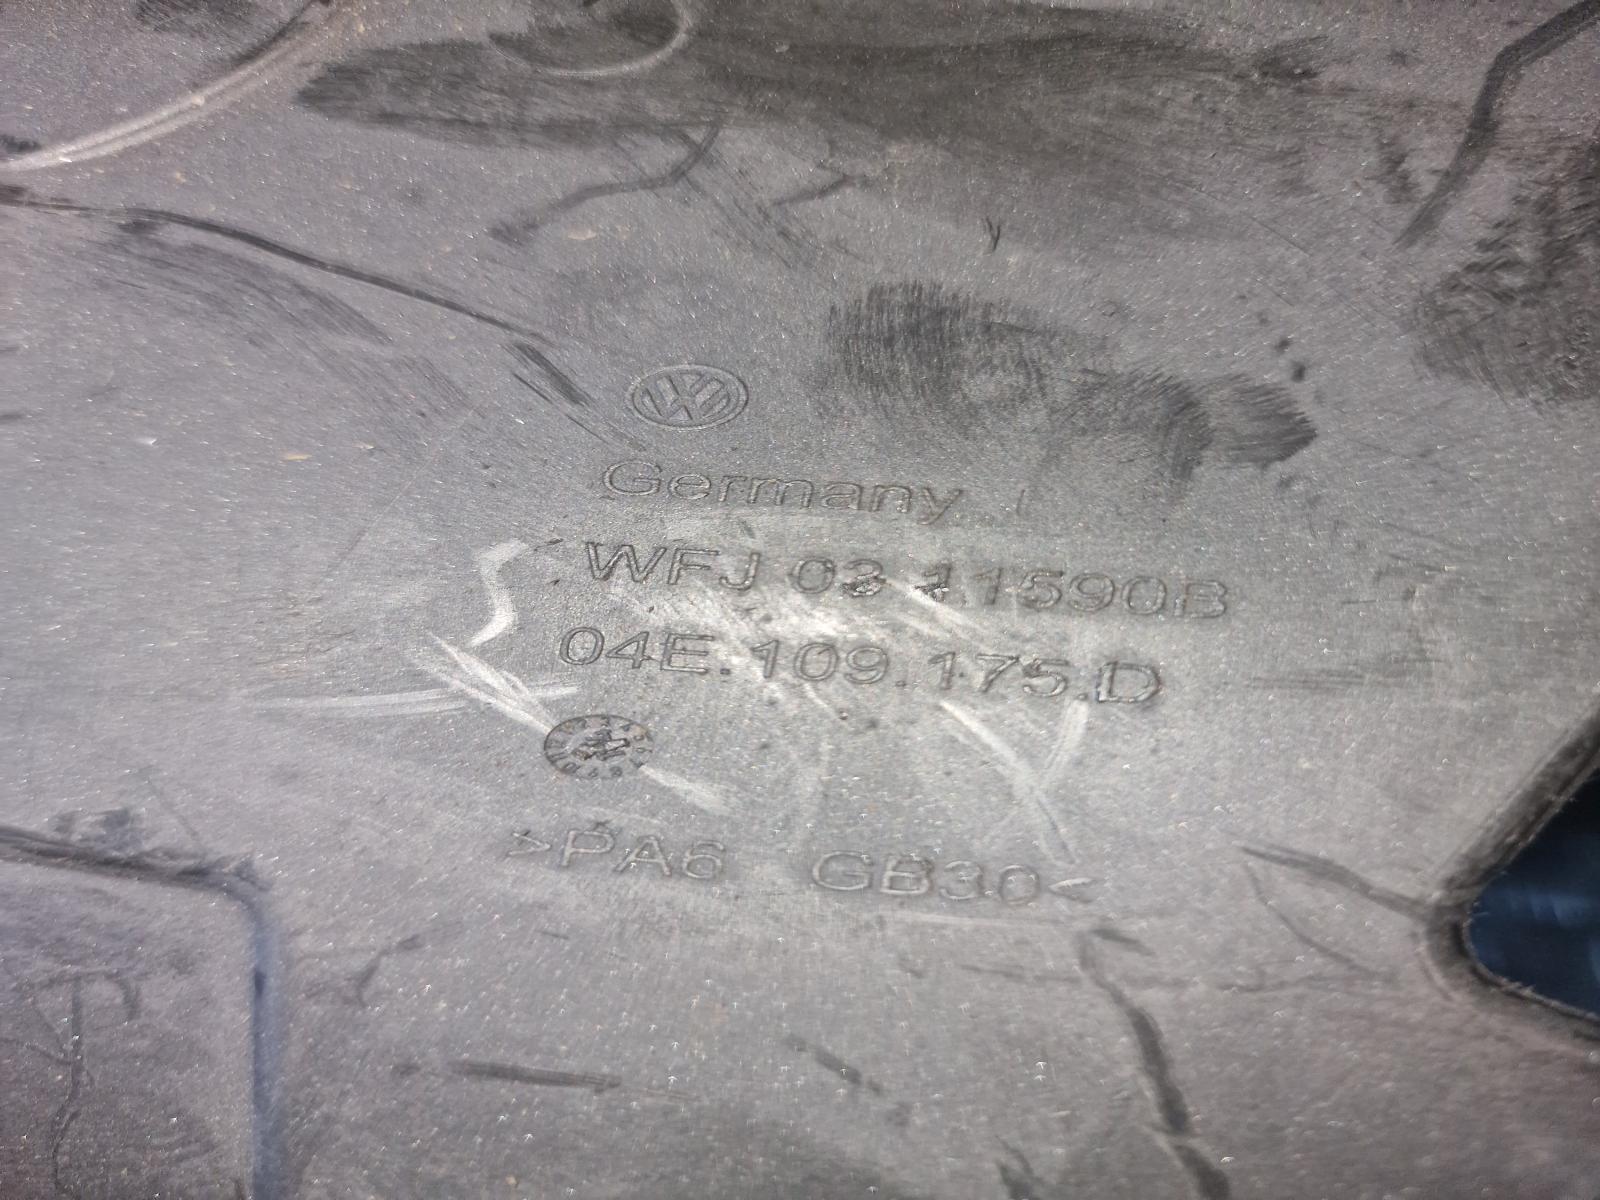 Germany
WFJ 03 11590B
04E.109.175.D
>PA6 GB30<